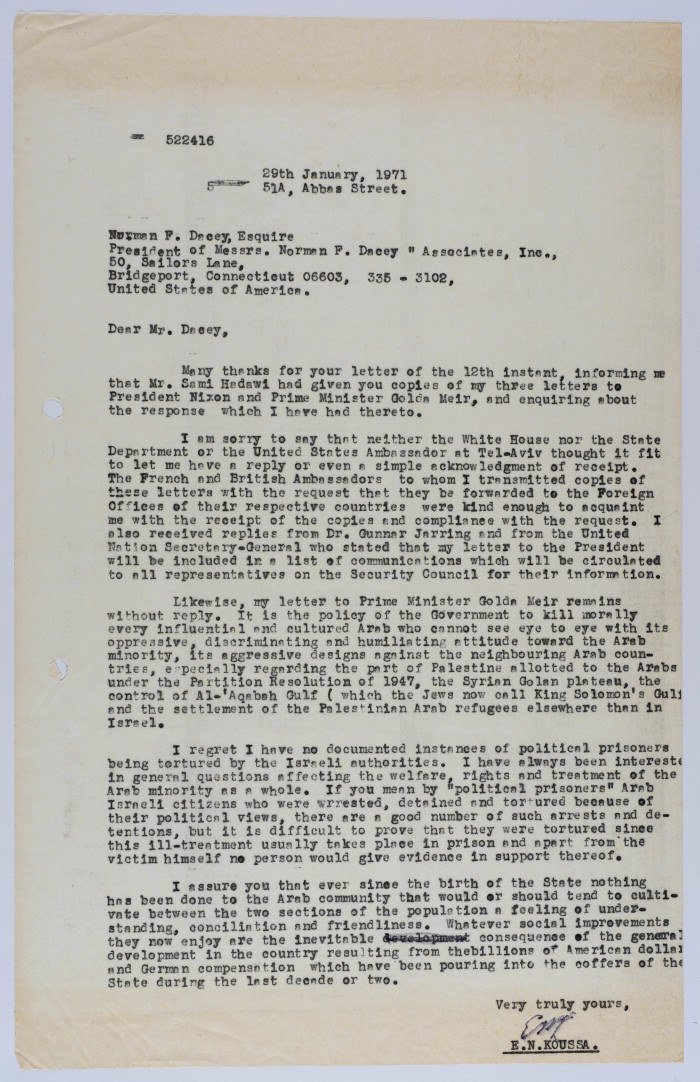 522416
29th January, 1971
51A, Abbas Street.
Norman F. Dacey, Esquire
President of Messrs. Norman F. Dacey " Associates, Inc.,
50, Sailors Lane,
Bridgeport, Connecticut 06603, 335 - 3102,
United States of America.
Dear Mr. Dacey,
Many thanks for your letter of the 12th instant, informing me
that Mr. Sami Hadawi had given you copies of my three letters to
President Nixon and Prime Minister Golda Meir, and enquiring about
the response which I have had thereto.
I am sorry to say that neither the White House nor the State
Department or the United States Ambassador at Tel-Aviv thought it fit
to let me have a reply or even a simple acknowledgment of receipt.
The French and British Ambassadors to whom I transmitted copies of
these letters with the request that they be forwarded to the Foreign
Offices of their respective countries were kind enough to acquaint
me with the receipt of the copies and compliance with the request. I
also received replies from Dr. Gunnar Jarring and from the United
Nation Secretary-General who stated that my letter to the President
will be included in a list of communications which will be circulated
to all representatives on the Security Council for their information.
Likewise, my letter to Prime Minister Golda Meir remains
without reply. It is the policy of the Government to kill morally
every influential and cultured Arab who cannot see eye to eye with its
oppressive, discriminating and humiliating attitude toward the Arab
minority, its aggressive designs against the neighbouring Arab coun-
tries, especially regarding the part of Palestine allotted to the Arabs
under the Partition Resolution of 1947, the Syrian Golan plateau, the
control of Al-'Aqabah Gulf ( which the Jews now call King Solomon's Gulf
and the settlement of the Palestinian Arab refugees elsewhere than in
Israel.
I regret I have no documented instances of political prisoners
being tortured by the Israeli authorities. I have always been intereste
in general questions affecting the welfare, rights and treatment of the
Arab minority as a whole. If you mean by "political prisoners" Arab
Israeli citizens who were wrrested, detained and tortured because of
their political views, there are a good number of such arrests and de-
tentions, but it is difficult to prove that they were tortured since
this ill-treatment usually takes place in prison and apart from the
victim himself no person would give evidence in support thereof.
I assure you that ever since the birth of the State nothing
has been done to the Arab community that would or should tend to culti-
vate between the two sections of the population a feeling of under-
standing, conciliation and friendliness. Whatever social improvements
they now enjoy are the inevitable development consequence of the general
development in the country resulting from thebillions of American dollar
and German compensation which have been pouring into the coffers of the
State during the last decade or two.
Very truly yours,
E.N.KOUSSA.